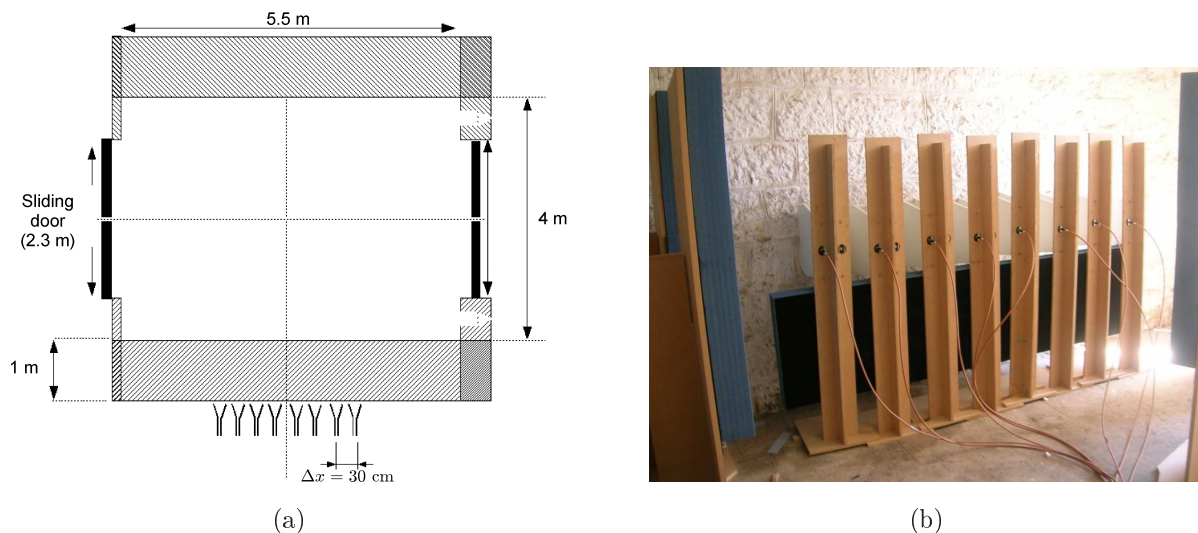 5.5 m
Sliding
door
(2.3 m)
4 m
1 m
Δx = 30 cm
(a)
(b)